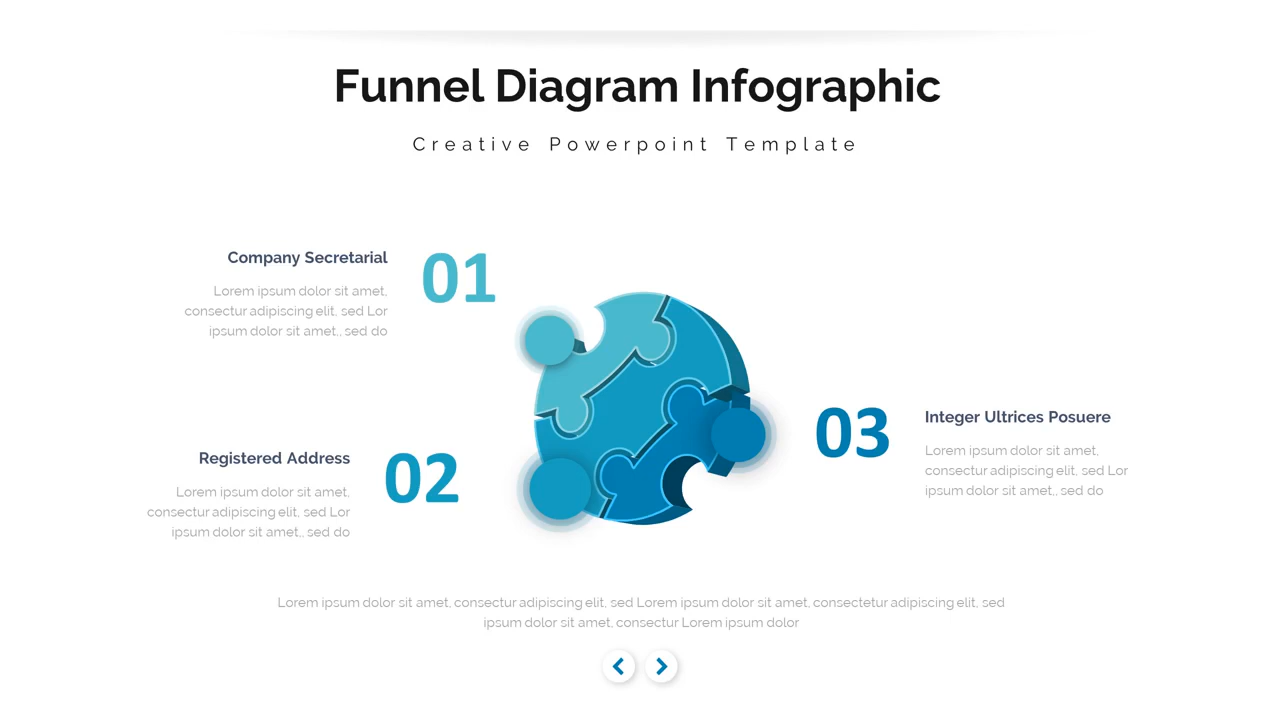 Funnel Diagram Infographic
Creative Powerpoint Template
Company Secretarial
01
Lorem ipsum dolor sit amet,
consectur adipiscing elit, sed Lor
ipsum dolor sit amet,, sed do
Registered Address
02
Lorem ipsum dolor sit amet,
consectur adipiscing elit, sed Lor
ipsum dolor sit amet,, sed do
03
Integer Ultrices Posuere
Lorem ipsum dolor sit amet,
consectur adipiscing elit, sed Lor
ipsum dolor sit amet,, sed do
Lorem ipsum dolor sit amet, consectur adipiscing elit, sed Lorem ipsum dolor sit amet, consectetur adipiscing elit, sed
ipsum dolor sit amet, consectur Lorem ipsum dolor